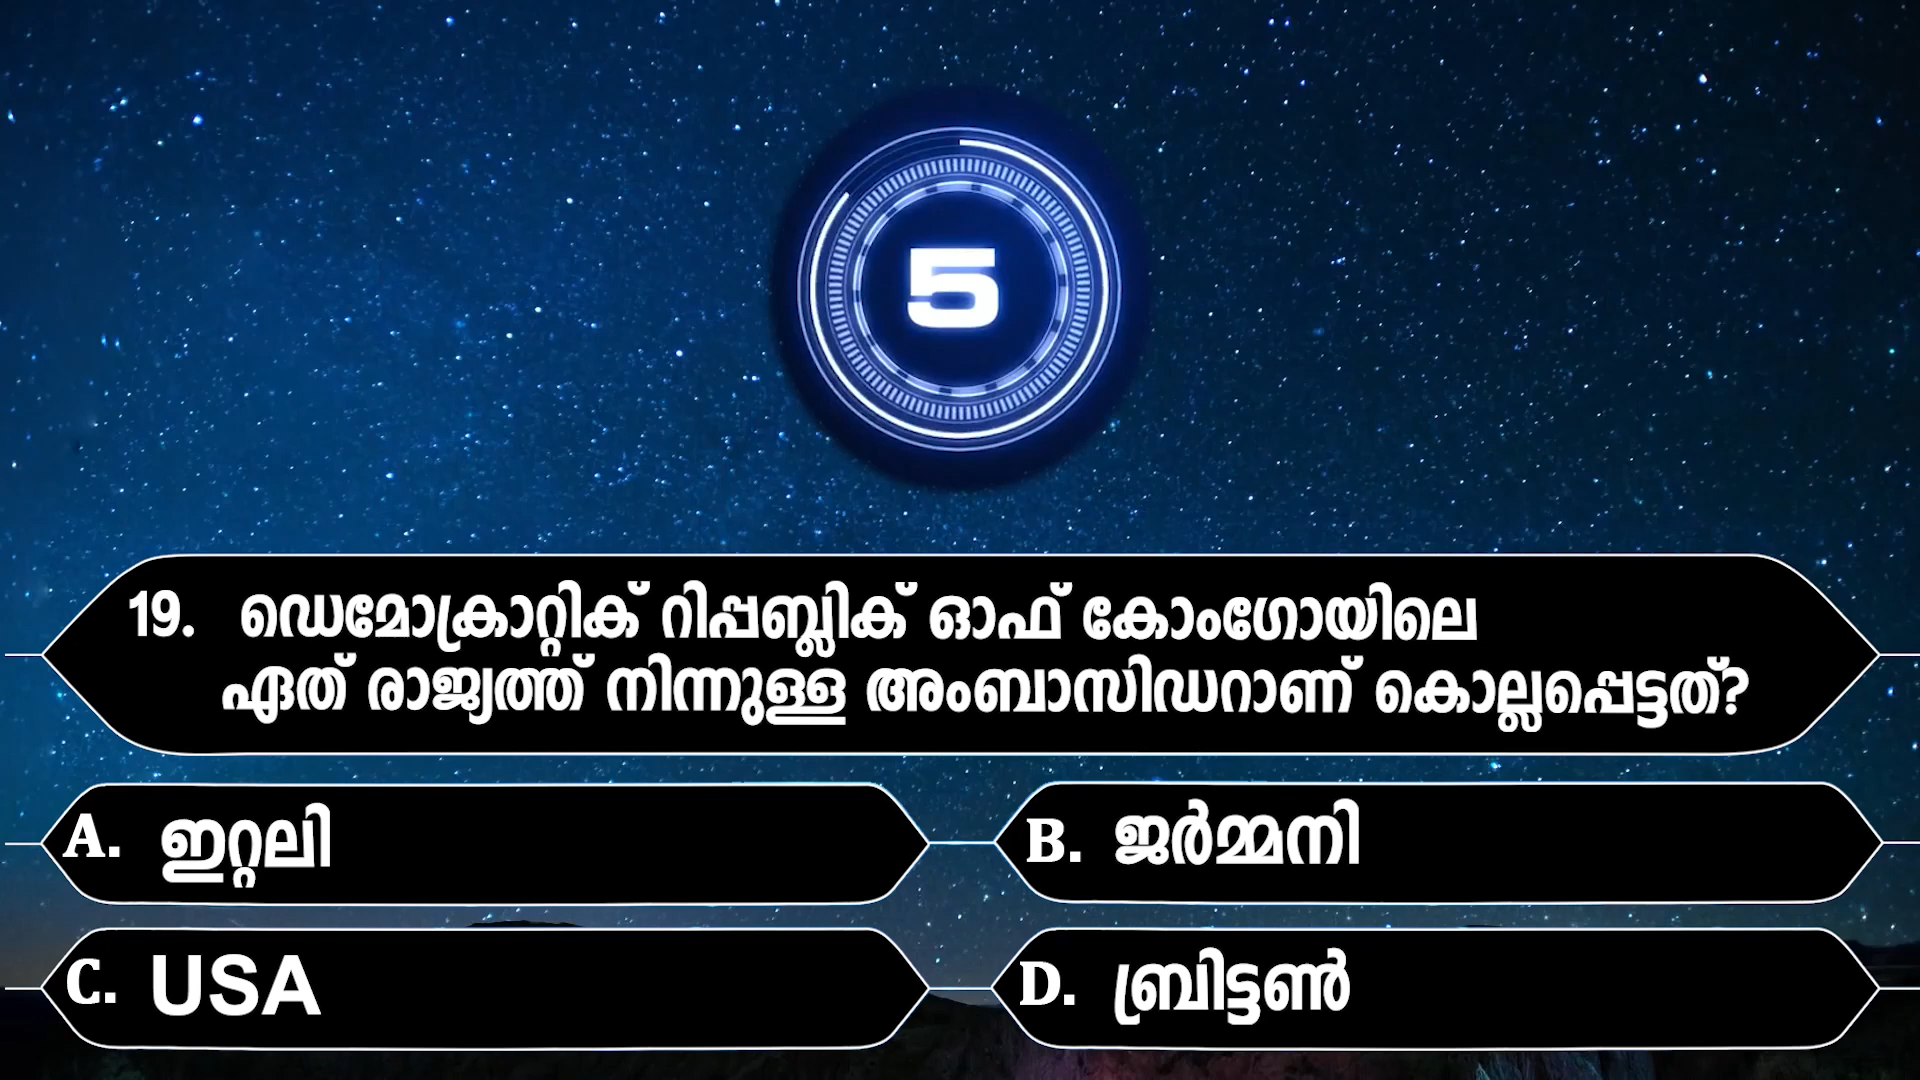 5
19. ഡെമോക്രാറ്റിക് റിപ്പബ്ലിക് ഓഫ് കോംഗോയിലെ
ഏത് രാജ്യത്ത് നിന്നുള്ള അംബാസിഡറാണ് കൊല്ലപ്പെട്ടത്?
A. ഇറ്റലി
B. ജർമ്മനി
C. USA
D. ബ്രിട്ടൺ